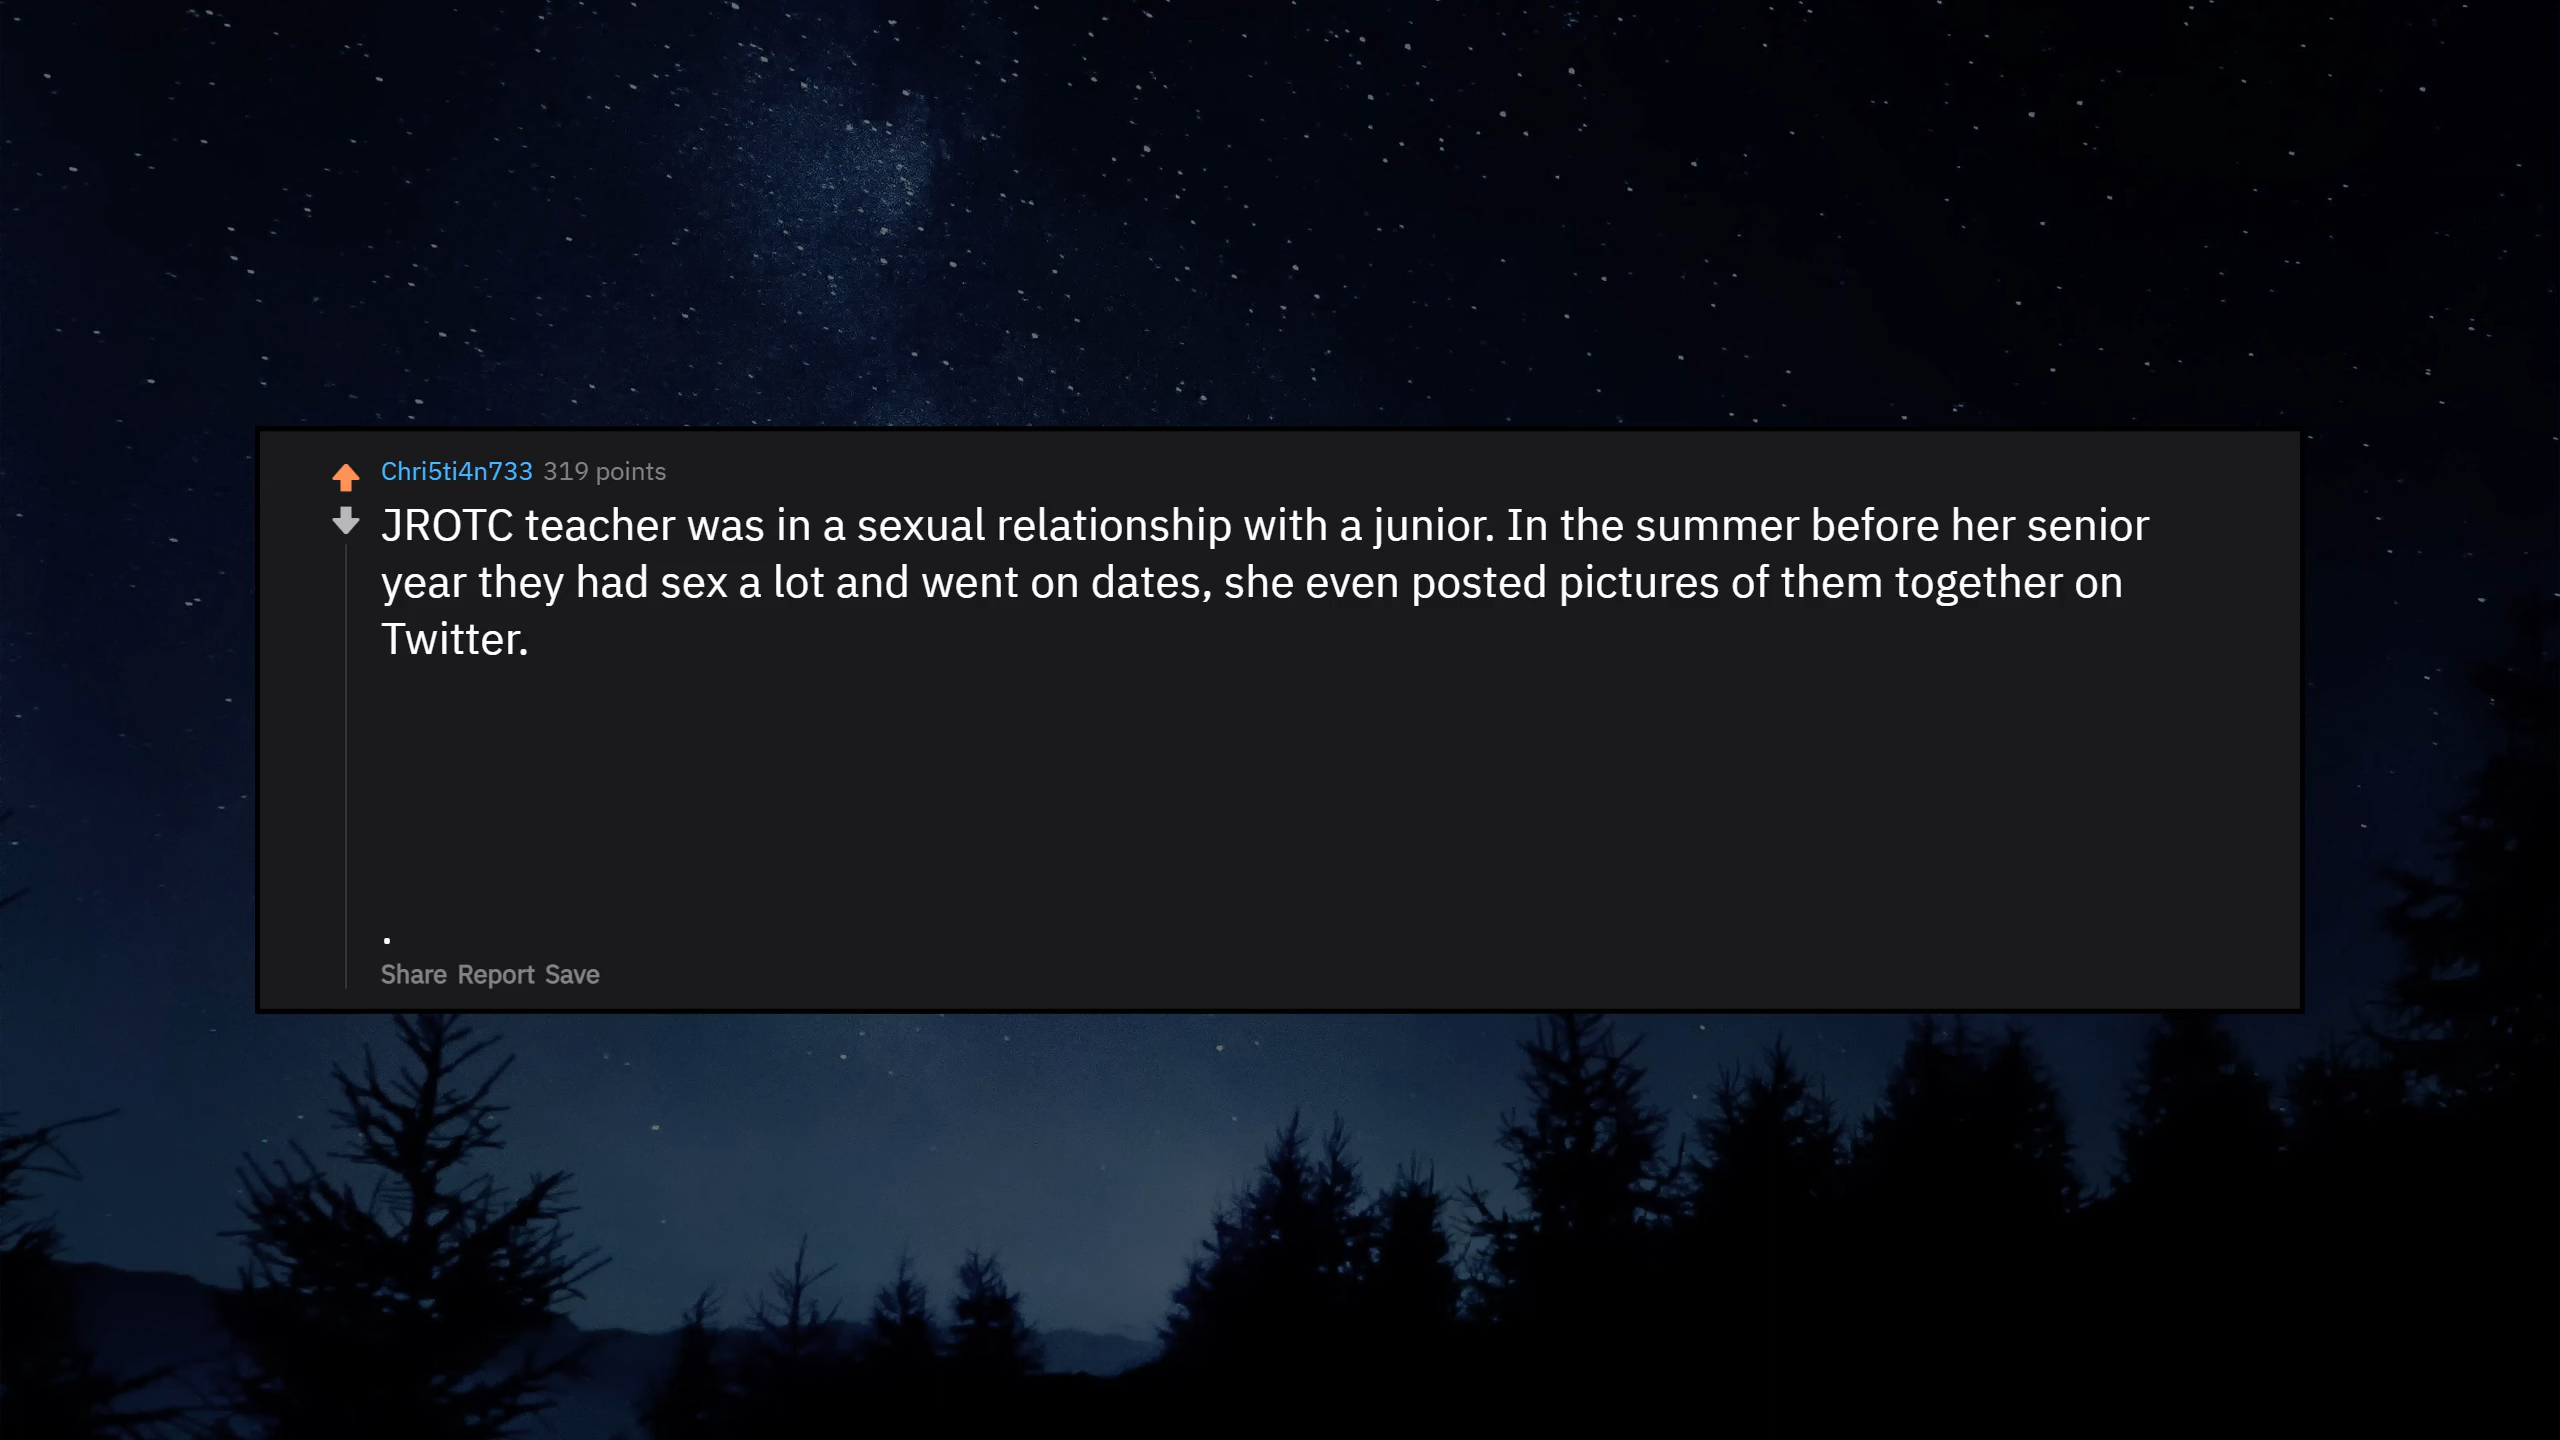 Chri5ti4n733 319 points
JROTC teacher was in a sexual relationship with a junior. In the summer before her senior
year they had sex a lot and went on dates, she even posted pictures of them together on
Twitter.
.
Share Report Save